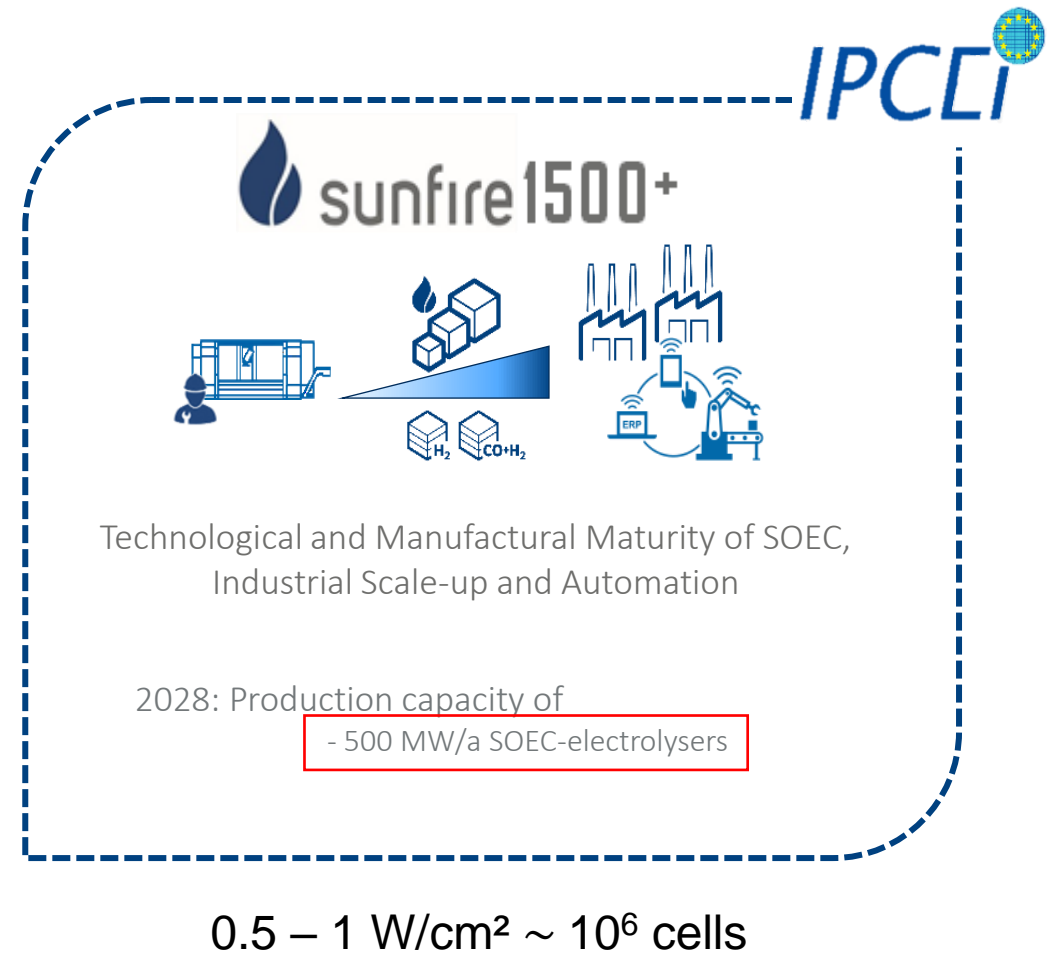 IPCEi
sunfire1500+
H₂
CO+H₂
ERP
Technological and Manufactural Maturity of SOEC,
Industrial Scale-up and Automation
2028: Production capacity of
- 500 MW/a SOEC-electrolysers
0.5 – 1 W/cm² ~ 10⁶ cells